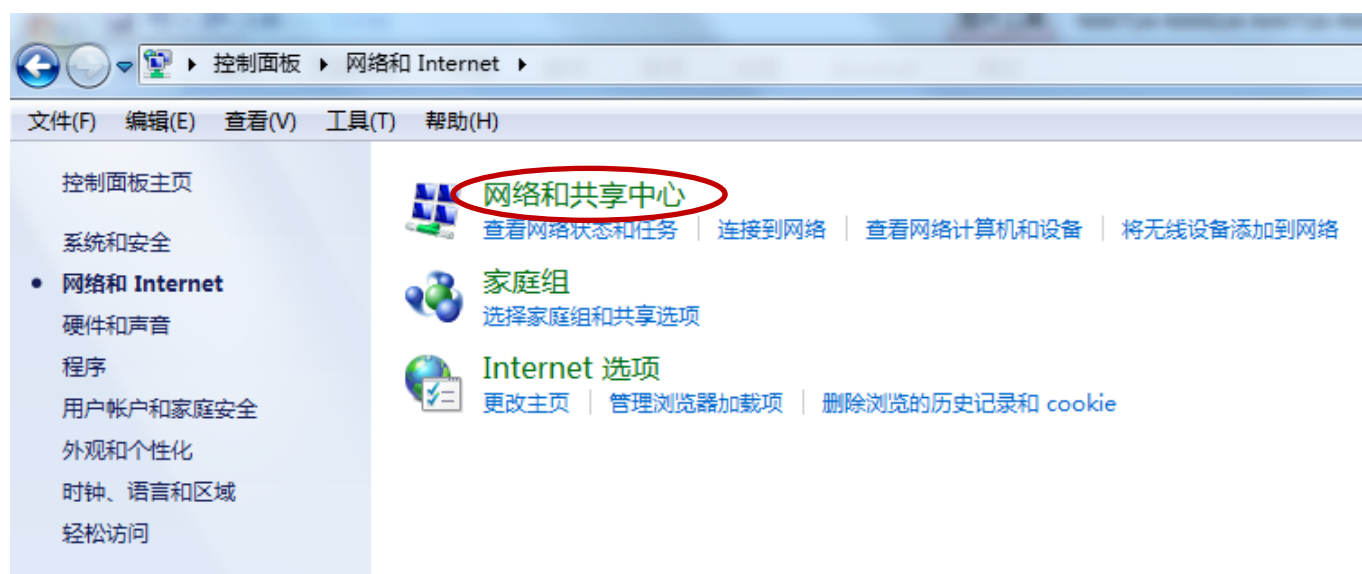 控制面板 网络和 Internet
文件(F) 编辑(E) 查看(V) 工具(T) 帮助(H)
控制面板主页
系统和安全
网络和 Internet
硬件和声音
程序
用户帐户和家庭安全
外观和个性化
时钟、语言和区域
轻松访问
网络和共享中心
查看网络状态和任务 连接到网络 查看网络计算机和设备 将无线设备添加到网络
家庭组
选择家庭组和共享选项
Internet 选项
更改主页 管理浏览器加载项 删除浏览的历史记录和 cookie